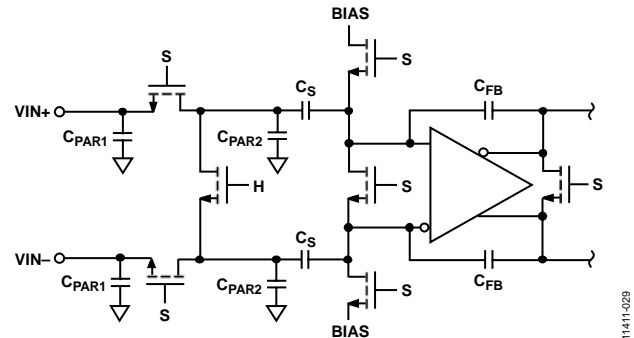 BIAS
S
S
CS
CFB
VIN+
CPAR1
CPAR2
H
S
S
VIN–
CS
CPAR1
CPAR2
CFB
S
S
BIAS
11411-029